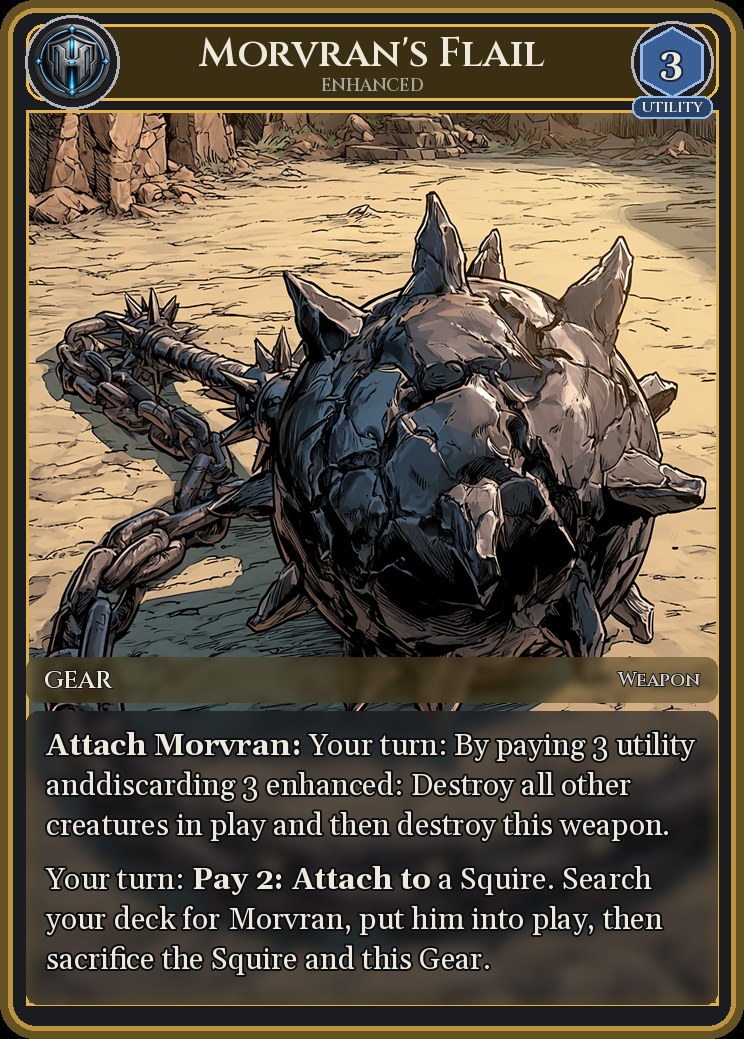 MORVRAN'S FLAIL
ENHANCED
3
UTILITY
GEAR
WEAPON
Attach Morvran: Your turn: By paying 3 utility
anddiscarding 3 enhanced: Destroy all other
creatures in play and then destroy this weapon.
Your turn: Pay 2: Attach to a Squire. Search
your deck for Morvran, put him into play, then
sacrifice the Squire and this Gear.